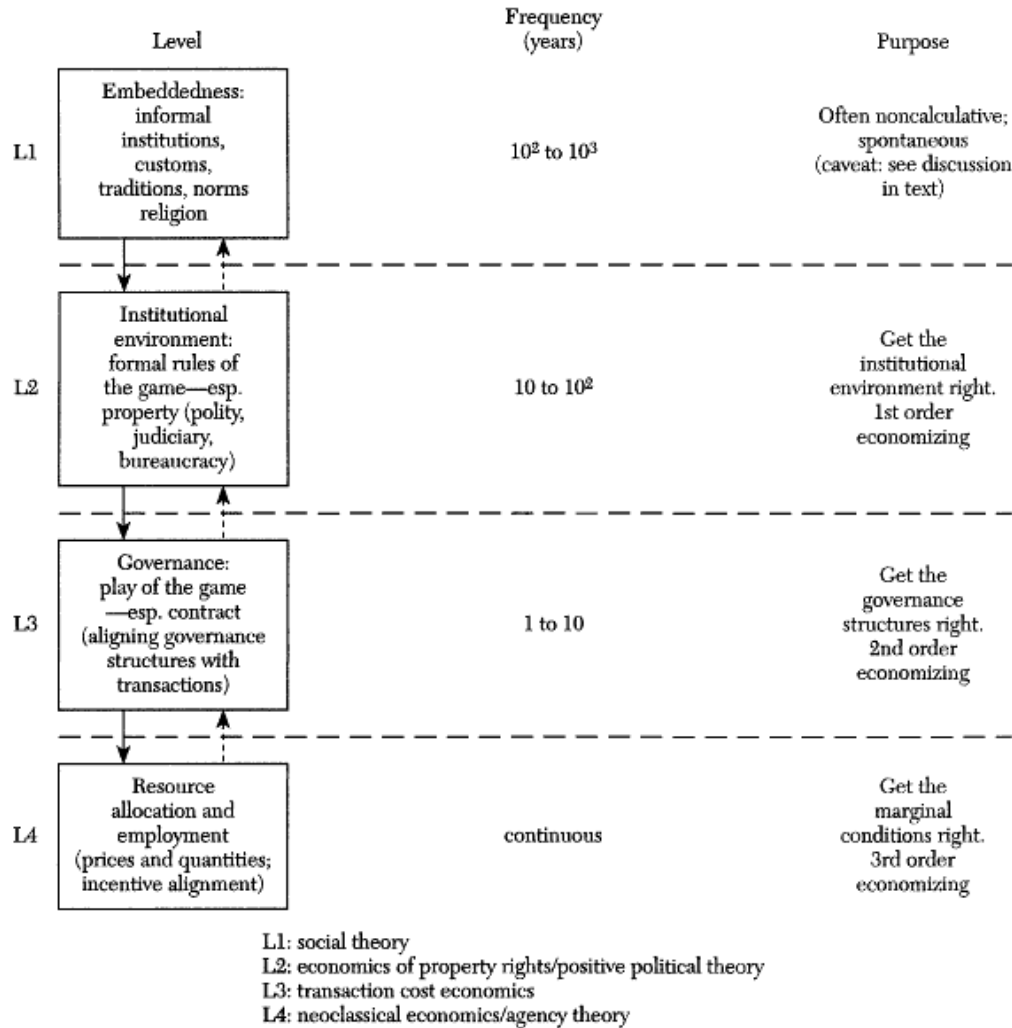 Level
Frequency
(years)
Purpose
L1
Embeddedness:
informal
institutions,
customs,
traditions, norms
religion
10² to 10³
Often noncalculative;
spontaneous
(caveat: see discussion
in text)
L2
Institutional
environment:
formal rules of
the game—esp.
property (polity,
judiciary,
bureaucracy)
10 to 10²
Get the
institutional
environment right.
1st order
economizing
L3
Governance:
play of the game
—esp. contract
(aligning governance
structures with
transactions)
1 to 10
Get the
governance
structures right.
2nd order
economizing
L4
Resource
allocation and
employment
(prices and quantities;
incentive alignment)
continuous
Get the
marginal
conditions right.
3rd order
economizing
L1: social theory
L2: economics of property rights/positive political theory
L3: transaction cost economics
L4: neoclassical economics/agency theory